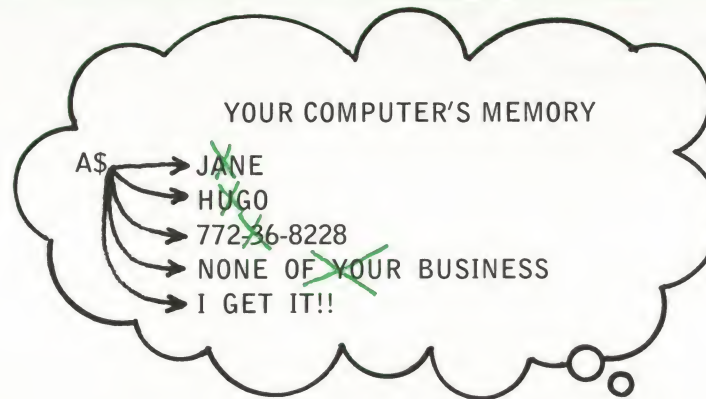 YOUR COMPUTER'S MEMORY
A$ JANE
HUGO
772-36-8228
NONE OF YOUR BUSINESS
I GET IT!!